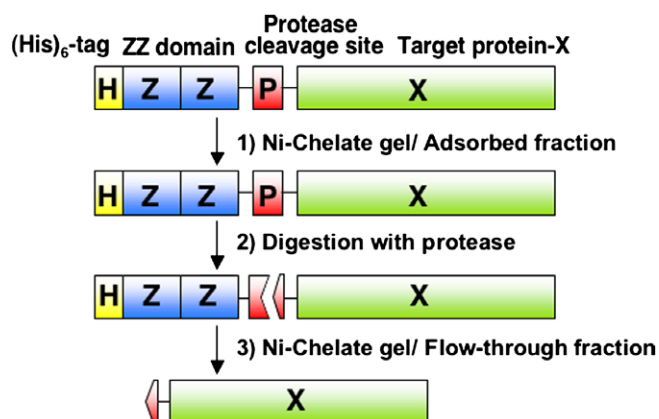 Protease
(His)₆-tag ZZ domain cleavage site Target protein-X
H Z Z P X
1) Ni-Chelate gel/ Adsorbed fraction
H Z Z P X
2) Digestion with protease
H Z Z X
3) Ni-Chelate gel/ Flow-through fraction
X